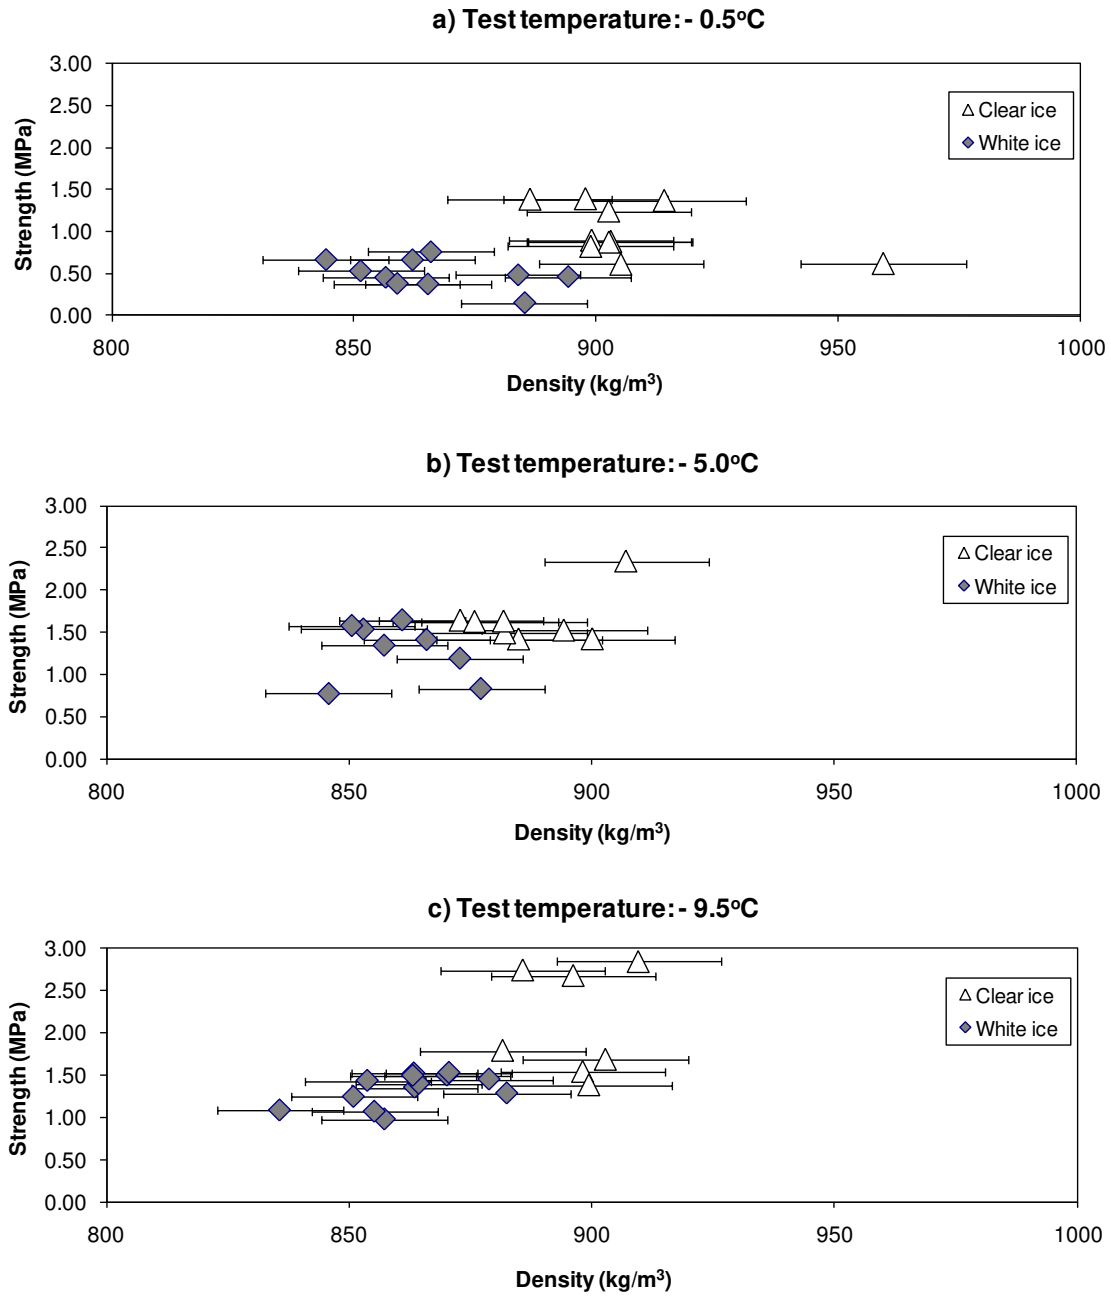 a) Test temperature: - 0.5°C
3.00
2.50
2.00
1.50
1.00
0.50
0.00
Strength (MPa)
Clear ice
White ice
800 850 900 950 1000
Density (kg/m³)
b) Test temperature: - 5.0°C
3.00
2.50
2.00
1.50
1.00
0.50
0.00
Strength (MPa)
Clear ice
White ice
800 850 900 950 1000
Density (kg/m³)
c) Test temperature: - 9.5°C
3.00
2.50
2.00
1.50
1.00
0.50
0.00
Strength (MPa)
Clear ice
White ice
800 850 900 950 1000
Density (kg/m³)